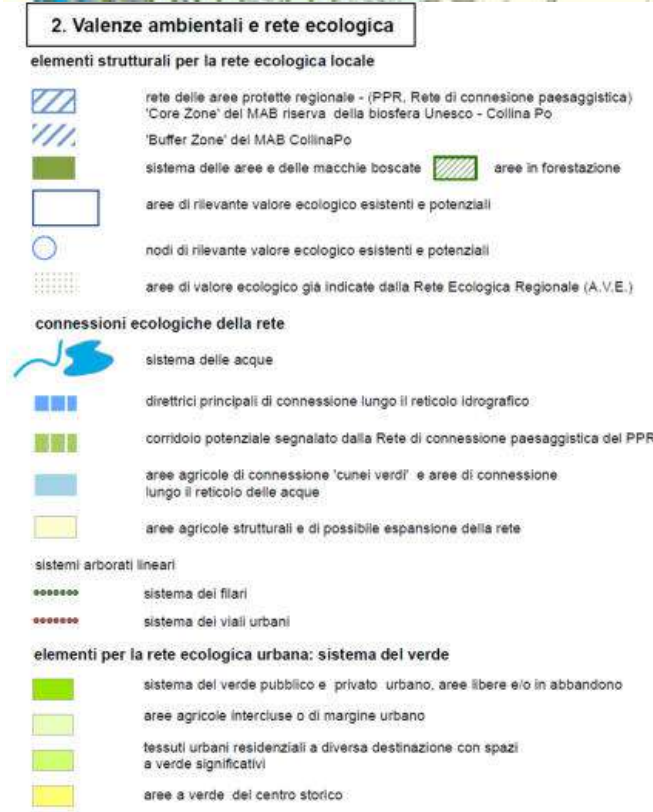 2. Valenze ambientali e rete ecologica
elementi strutturali per la rete ecologica locale
rete delle aree protette regionale - (PPR, Rete di connesione paesaggistica)
'Core Zone' del MAB riserva della biosfera Unesco - Collina Po
'Buffer Zone' del MAB CollinaPo
sistema delle aree e delle macchie boscate aree in forestazione
aree di rilevante valore ecologico esistenti e potenziali
nodi di rilevante valore ecologico esistenti e potenziali
aree di valore ecologico già indicate dalla Rete Ecologica Regionale (A.V.E.)
connessioni ecologiche della rete
sistema delle acque
direttrici principali di connessione lungo il reticolo idrografico
corridoio potenziale segnalato dalla Rete di connessione paesaggistica del PPR
aree agricole di connessione 'cunei verdi' e aree di connessione
lungo il reticolo delle acque
aree agricole strutturali e di possibile espansione della rete
sistemi arborati lineari
sistema dei filari
sistema dei viali urbani
elementi per la rete ecologica urbana: sistema del verde
sistema del verde pubblico e privato urbano, aree libere e/o in abbandono
aree agricole intercluse o di margine urbano
tessuti urbani residenziali a diversa destinazione con spazi
a verde significativi
aree a verde del centro storico